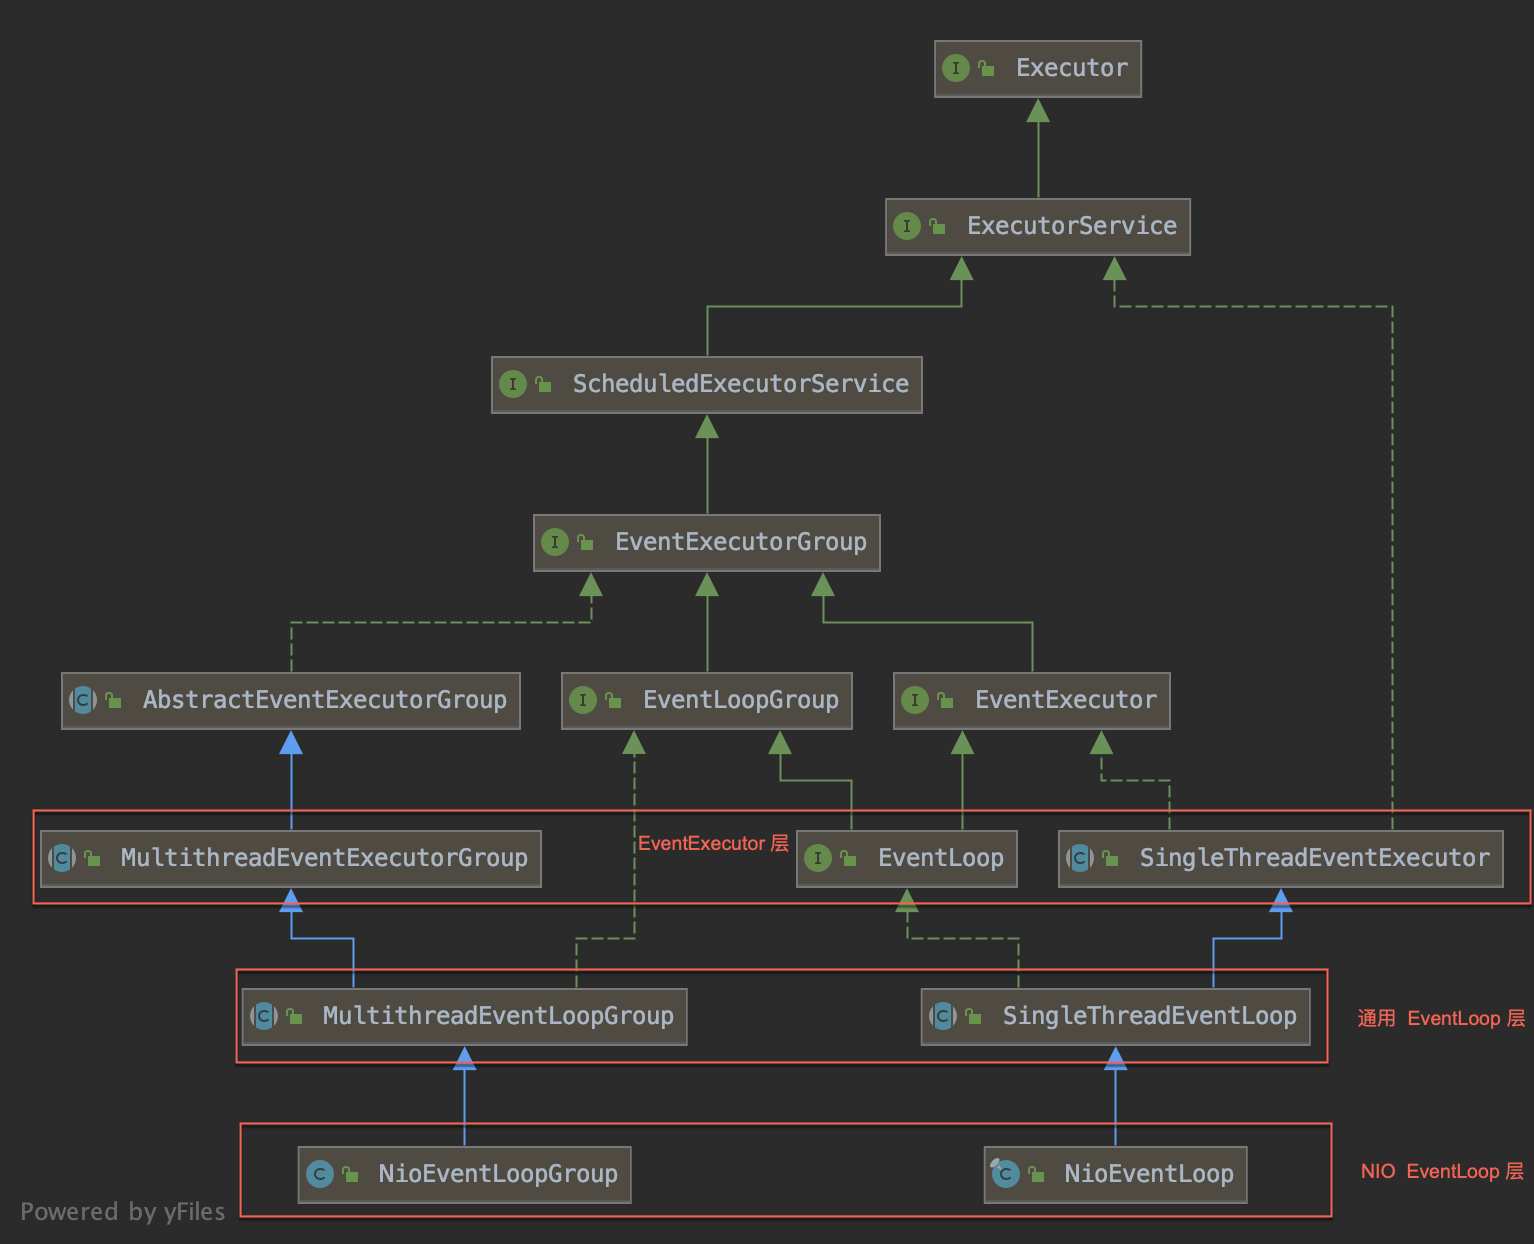 I Executor
I ExecutorService
I ScheduledExecutorService
I EventExecutorGroup
C AbstractEventExecutorGroup
I EventLoopGroup
I EventExecutor
C MultithreadEventExecutorGroup
EventExecutor 层
I EventLoop
C SingleThreadEventExecutor
C MultithreadEventLoopGroup
C SingleThreadEventLoop
通用 EventLoop 层
C NioEventLoopGroup
C NioEventLoop
NIO EventLoop 层
Powered by yFiles